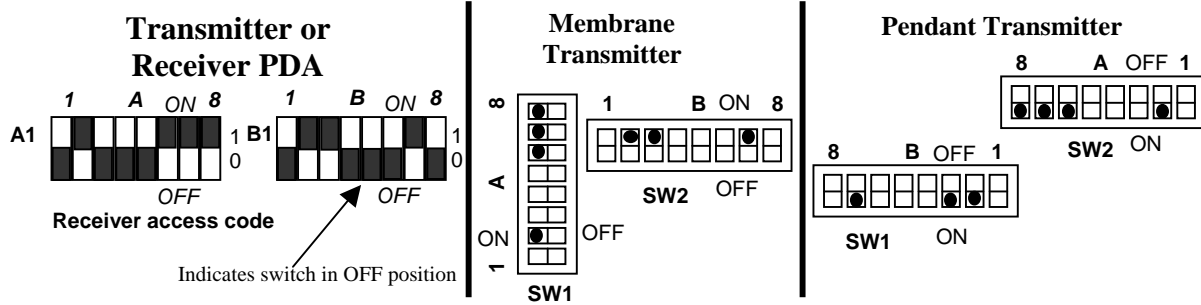 Transmitter or
Receiver PDA
1 A ON 8
A1
1
0
OFF
1 B ON 8
B1
1
0
OFF
Receiver access code
Indicates switch in OFF position
Membrane
Transmitter
8
A
ON
OFF
1
SW1
1 B ON 8
SW2 OFF
Pendant Transmitter
8 A OFF 1
SW2 ON
8 B OFF 1
SW1 ON